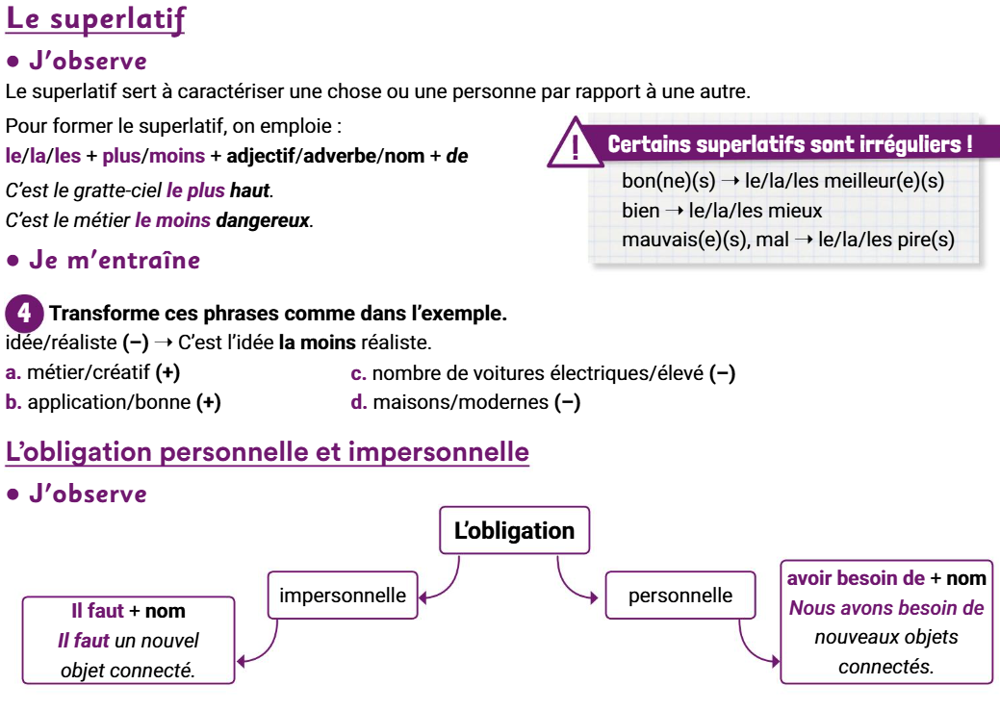 Le superlatif
• J'observe
Le superlatif sert à caractériser une chose ou une personne par rapport à une autre.
Pour former le superlatif, on emploie :
le/la/les + plus/moins + adjectif/adverbe/nom + de
C'est le gratte-ciel le plus haut.
C'est le métier le moins dangereux.
! Certains superlatifs sont irréguliers !
bon(ne)(s) → le/la/les meilleur(e)(s)
bien → le/la/les mieux
mauvais(e)(s), mal → le/la/les pire(s)
• Je m'entraîne
4 Transforme ces phrases comme dans l'exemple.
idée/réaliste (–) → C'est l'idée la moins réaliste.
a. métier/créatif (+)
b. application/bonne (+)
c. nombre de voitures électriques/élevé (–)
d. maisons/modernes (–)
L'obligation personnelle et impersonnelle
• J'observe
L'obligation
impersonnelle
Il faut + nom
Il faut un nouvel
objet connecté.
personnelle
avoir besoin de + nom
Nous avons besoin de
nouveaux objets
connectés.